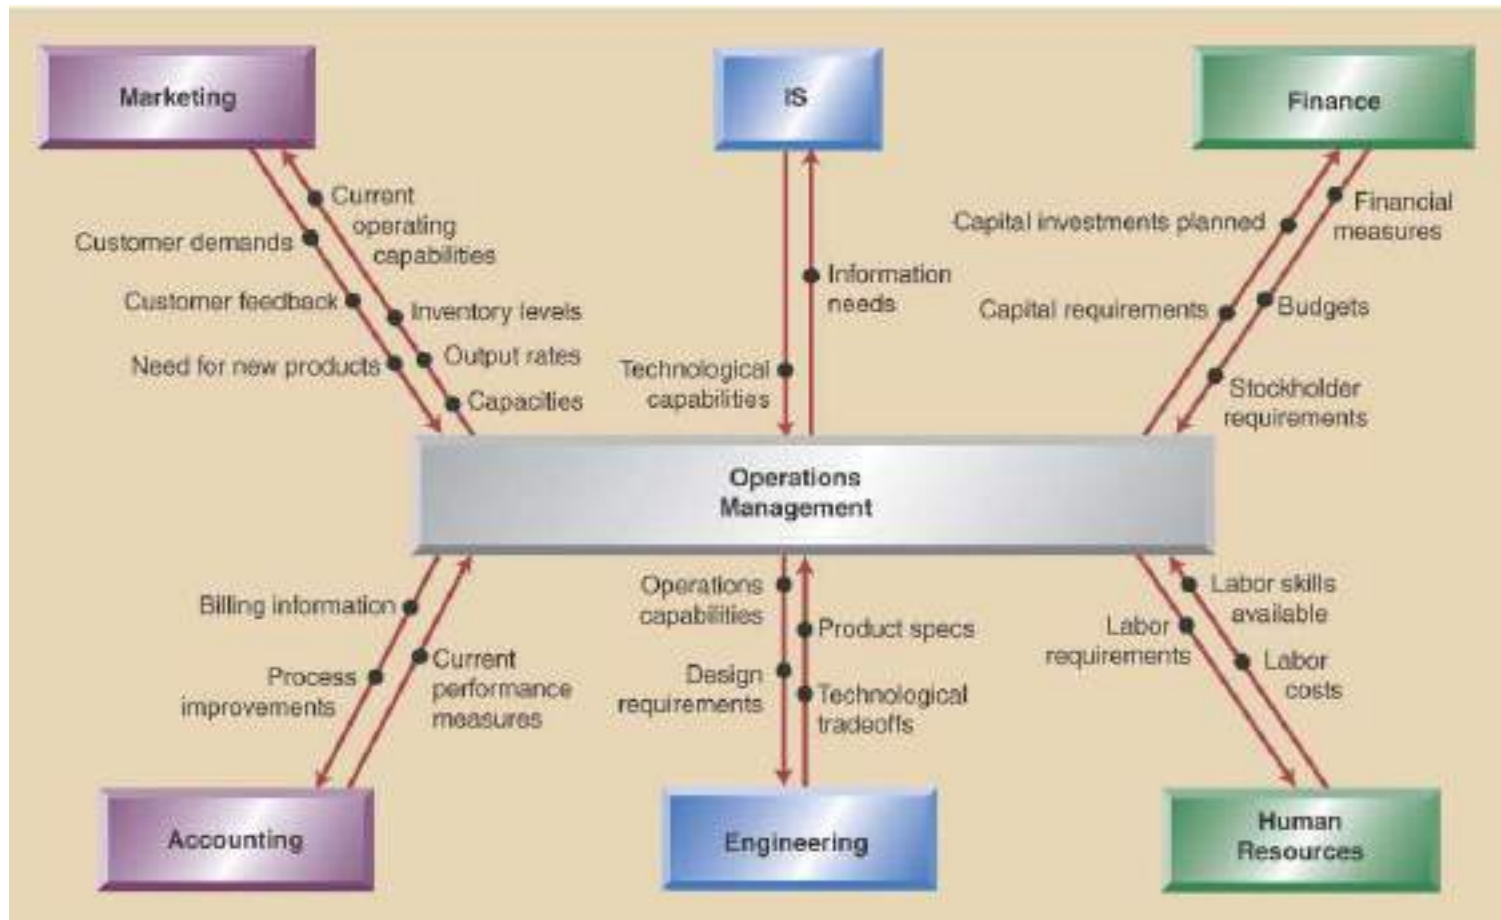 Marketing
IS
Finance
Current
operating
capabilities
Customer demands
Customer feedback
Inventory levels
Need for new products
Output rates
Capacities
Information
needs
Technological
capabilities
Capital investments planned
Financial
measures
Capital requirements
Budgets
Stockholder
requirements
Operations
Management
Billing information
Process
improvements
Current
performance
measures
Operations
capabilities
Product specs
Design
requirements
Technological
tradeoffs
Labor skills
available
Labor
requirements
Labor
costs
Accounting
Engineering
Human
Resources